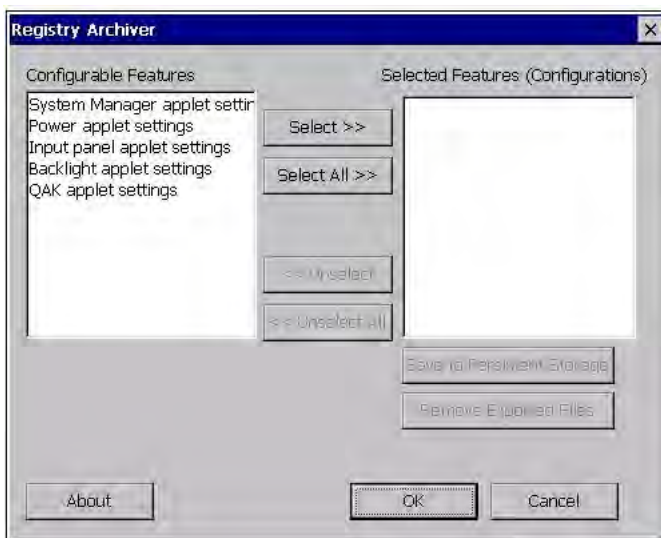 Registry Archiver
Configurable Features
Selected Features (Configurations)
System Manager applet settin
Power applet settings
Input panel applet settings
Backlight applet settings
QAK applet settings
Select >>
Select All >>
<< Unselect
<< Unselect All
Save to Persistent Storage
Remove Exported Files
About
OK
Cancel